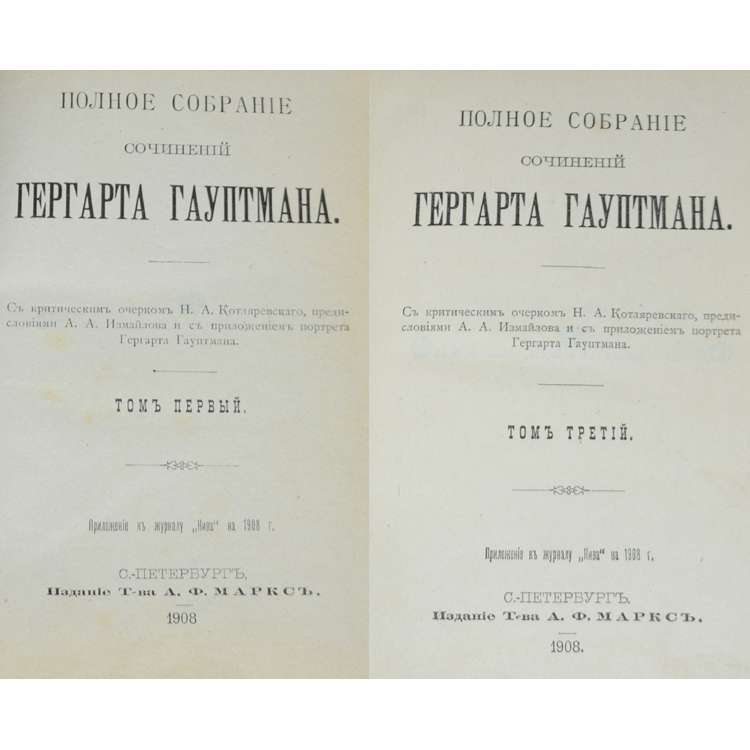 ПОЛНОЕ СОБРАНІЕ
СОЧИНЕНІЙ
ГЕРГАРТА ГАУПТМАНА.
Съ критическимъ очеркомъ Н. А. Котляревскаго, преди-
словіями А. А. Измайлова и съ приложеніемъ портрета
Гергарта Гауптмана.
ТОМЪ ПЕРВЫЙ.
Приложеніе къ журналу „Нива“ на 1908 г.
С.-ПЕТЕРБУРГЪ.
Изданіе Т-ва А. Ф. МАРКСЪ.
1908
ПОЛНОЕ СОБРАНІЕ
СОЧИНЕНІЙ
ГЕРГАРТА ГАУПТМАНА.
Съ критическимъ очеркомъ Н. А. Котляревскаго, преди-
словіями А. А. Измайлова и съ приложеніемъ портрета
Гергарта Гауптмана.
ТОМЪ ТРЕТІЙ.
Приложеніе къ журналу „Нива“ на 1908 г.
С.-ПЕТЕРБУРГЪ.
Изданіе Т-ва А. Ф. МАРКСЪ.
1908.